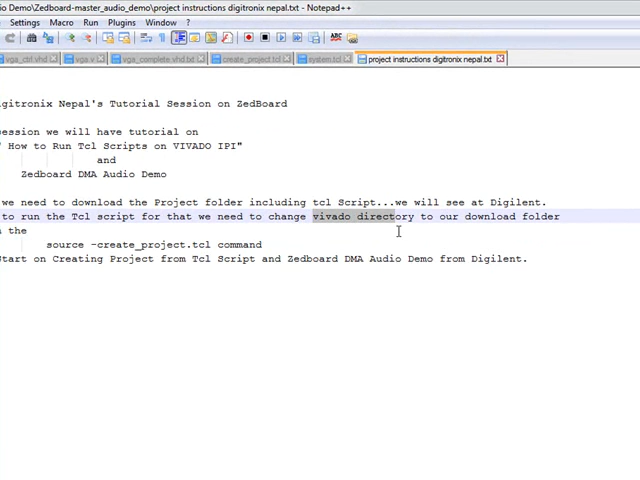 io Demo\Zedboard-master_audio_demo\project instructions digitronix nepal.txt - Notepad++
Settings Macro Run Plugins Window ?
vga_ctrl.vhd vga.v vga_complete.vhd.txt create_project.tcl system.tcl project instructions digitronix nepal.txt
igitronix Nepal's Tutorial Session on ZedBoard
session we will have tutorial on
" How to Run Tcl Scripts on VIVADO IPI"
and
Zedboard DMA Audio Demo
we need to download the Project folder including tcl Script...we will see at Digilent.
to run the Tcl script for that we need to change vivado directory to our download folder
n the
source -create_project.tcl command
Start on Creating Project from Tcl Script and Zedboard DMA Audio Demo from Digilent.